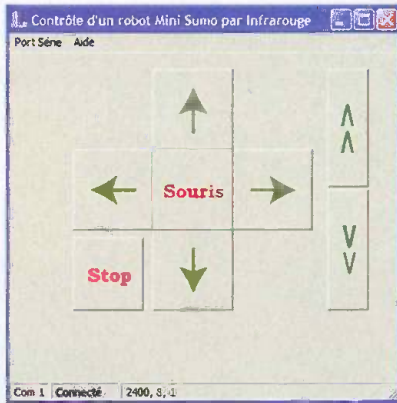 Contrôle d'un robot Mini Sumo par Infrarouge
Port Série Aide
Souris
Stop
Com 1 Connecté 2400, 8, 1